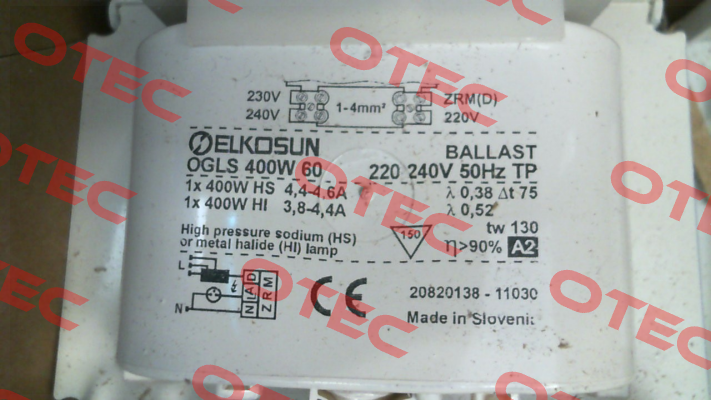 230V 1-4mm² ZRM(D)
240V 220V
ELKOSUN BALLAST
OGLS 400W 60 220 240V 50Hz TP
1x 400W HS 4,4-4,6A λ 0,38 Δt 75
1x 400W HI 3,8-4,4A λ 0,52
tw 130
High pressure sodium (HS) 150 η>90% A2
or metal halide (HI) lamp
L
N
N I A D
Z R M
CE
20820138 - 11030
Made in Slovenia
OTEC
OTEC
OTEC
OTEC
OTEC
OTEC
OTEC
OTEC
OTEC